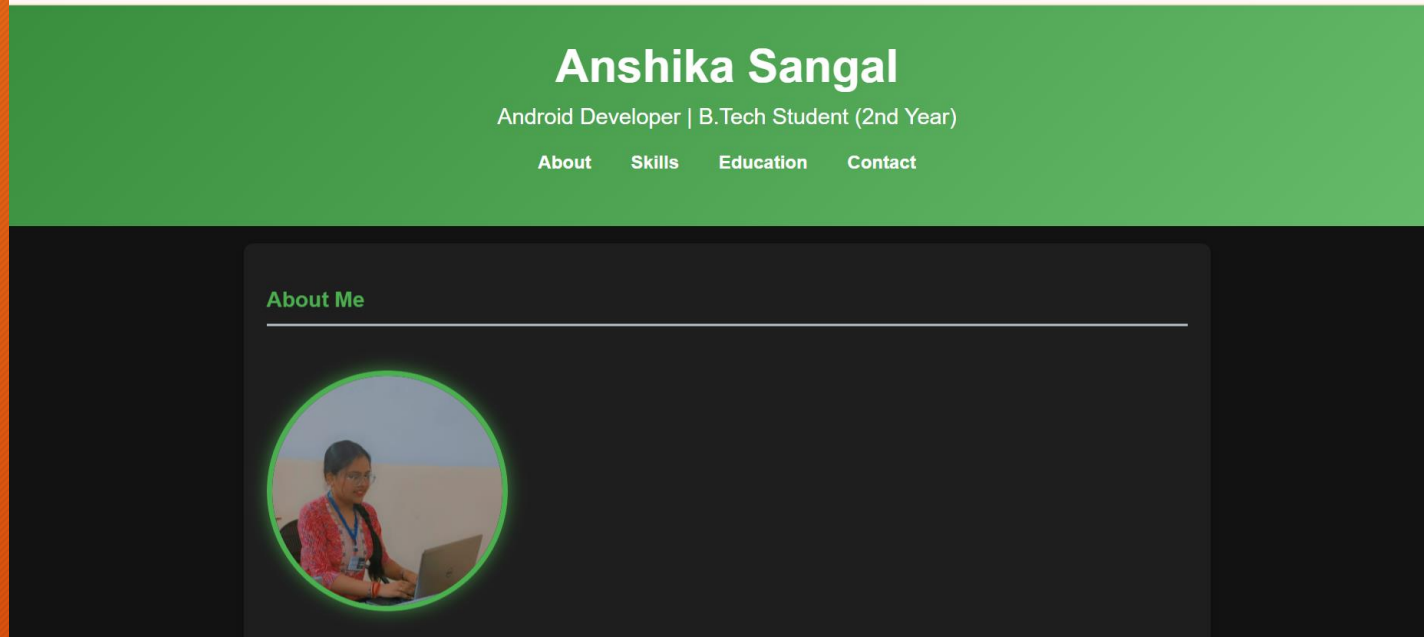 Anshika Sangal
Android Developer | B.Tech Student (2nd Year)
About Skills Education Contact
About Me